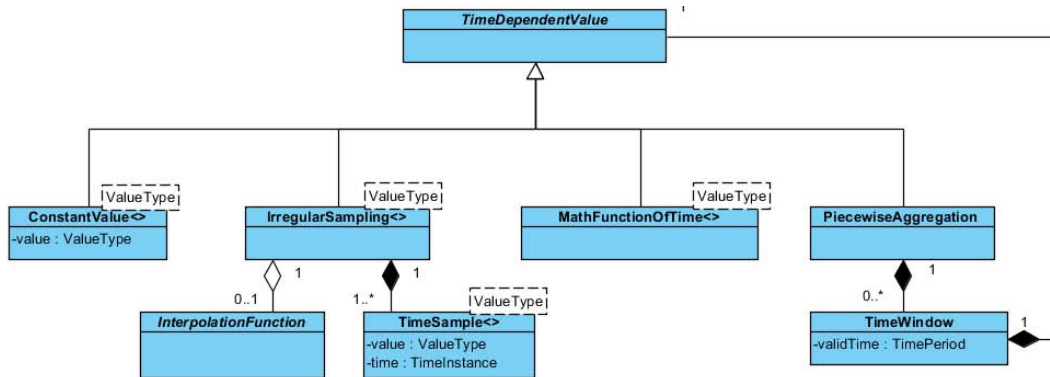 1
TimeDependentValue
ValueType
ValueType
ValueType
ConstantValue<>
-value : ValueType
IrregularSampling<>
MathFunctionOfTime<>
PiecewiseAggregation
1
1
1
0..1
1..*
0..*
ValueType
InterpolationFunction
TimeSample<>
-value : ValueType
-time : TimeInstance
TimeWindow
-validTime : TimePeriod
1